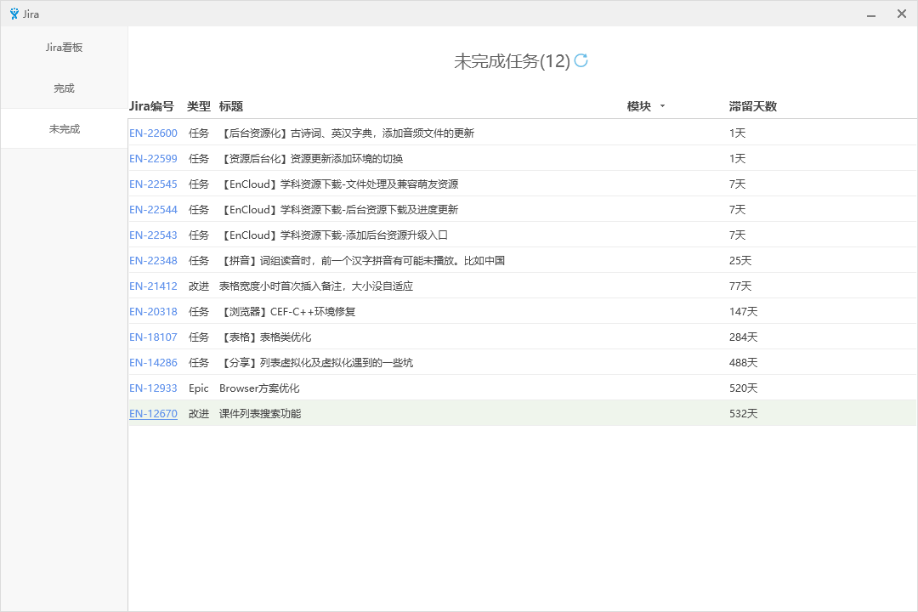 Jira
Jira看板
完成
未完成
未完成任务(12)
Jira编号 类型 标题 模块 滞留天数
EN-22600 任务 【后台资源化】古诗词、英汉字典，添加音频文件的更新 1天
EN-22599 任务 【资源后台化】资源更新添加环境的切换 1天
EN-22545 任务 【EnCloud】学科资源下载-文件处理及兼容萌友资源 7天
EN-22544 任务 【EnCloud】学科资源下载-后台资源下载及进度更新 7天
EN-22543 任务 【EnCloud】学科资源下载-添加后台资源升级入口 7天
EN-22348 任务 【拼音】词组读音时，前一个汉字拼音有可能未播放。比如中国 25天
EN-21412 改进 表格宽度小时首次插入备注，大小没自适应 77天
EN-20318 任务 【浏览器】CEF-C++环境修复 147天
EN-18107 任务 【表格】表格类优化 284天
EN-14286 任务 【分享】列表虚拟化及虚拟化遇到的一些坑 488天
EN-12933 Epic Browser方案优化 520天
EN-12670 改进 课件列表搜索功能 532天